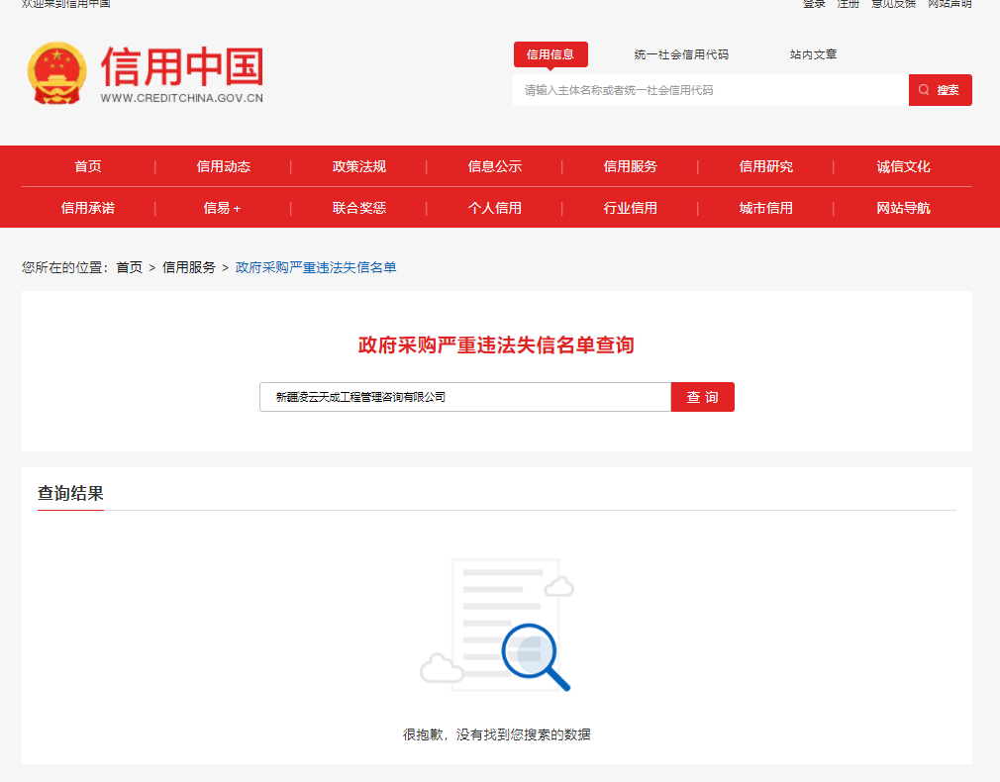 欢迎来到信用中国
登录 注册 意见反馈 网站声明
信用中国
WWW.CREDITCHINA.GOV.CN
信用信息 统一社会信用代码 站内文章
请输入主体名称或者统一社会信用代码 搜索
首页 | 信用动态 | 政策法规 | 信息公示 | 信用服务 | 信用研究 | 诚信文化
信用承诺 | 信易+ | 联合奖惩 | 个人信用 | 行业信用 | 城市信用 | 网站导航
您所在的位置：首页 > 信用服务 > 政府采购严重违法失信名单
政府采购严重违法失信名单查询
新疆凌云天成工程管理咨询有限公司 查 询
查询结果
很抱歉，没有找到您搜索的数据